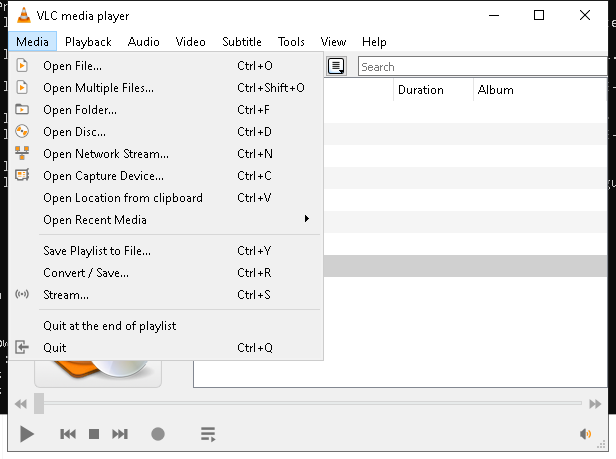 VLC media player
Media Playback Audio Video Subtitle Tools View Help
Open File... Ctrl+O
Open Multiple Files... Ctrl+Shift+O
Open Folder... Ctrl+F
Open Disc... Ctrl+D
Open Network Stream... Ctrl+N
Open Capture Device... Ctrl+C
Open Location from clipboard Ctrl+V
Open Recent Media
Save Playlist to File... Ctrl+Y
Convert / Save... Ctrl+R
Stream... Ctrl+S
Quit at the end of playlist
Quit Ctrl+Q
Search
Duration Album